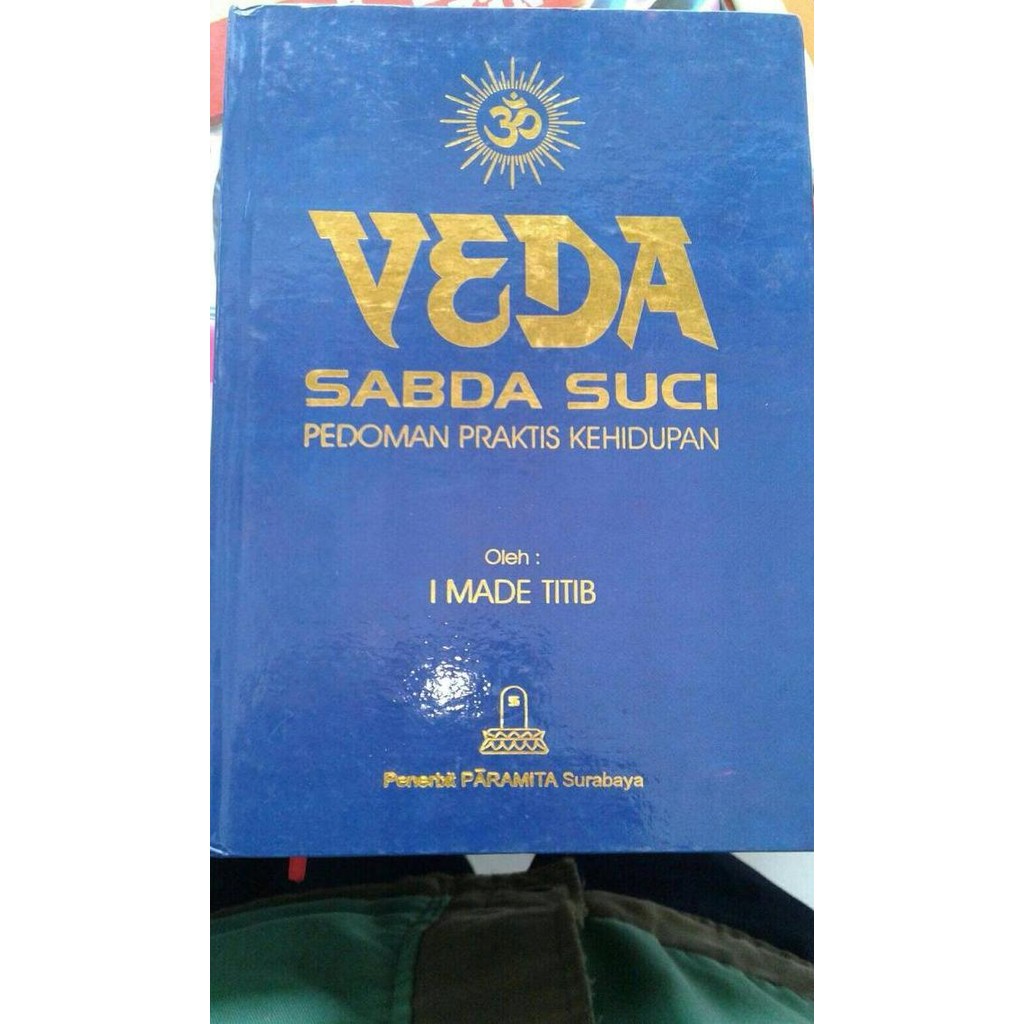 ॐ
VEDA
SABDA SUCI
PEDOMAN PRAKTIS KEHIDUPAN
Oleh :
I MADE TITIB
S
Penerbit PĀRAMITA Surabaya